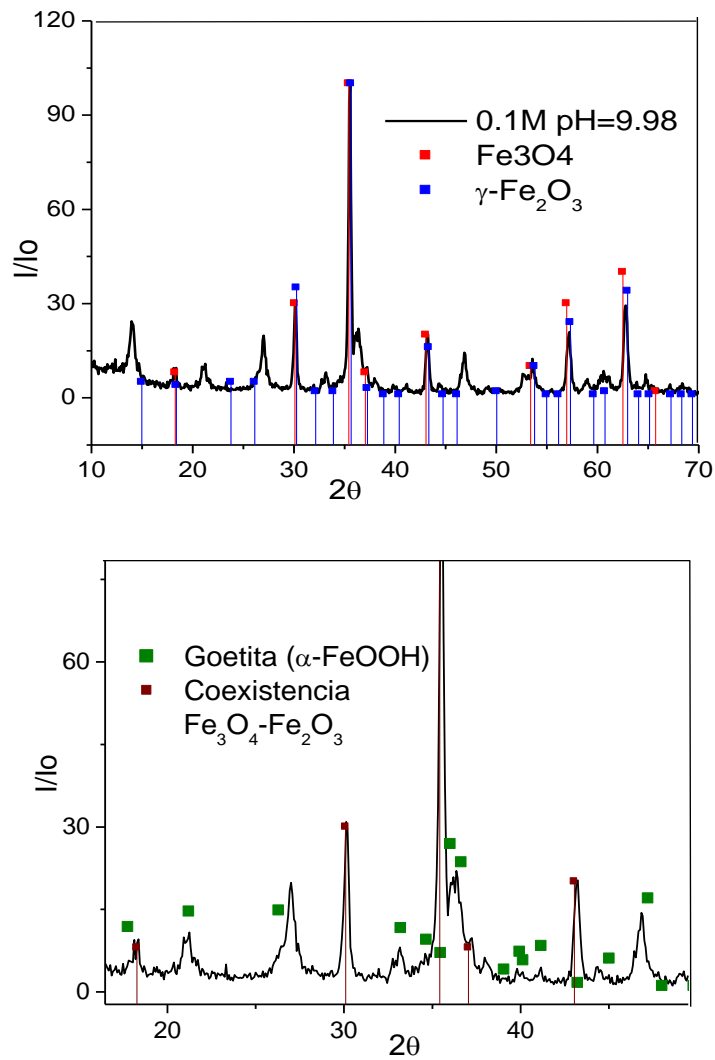 120
90
60
30
0
I/Io
0.1M pH=9.98
Fe3O4
γ-Fe₂O₃
10 20 30 40 50 60 70
2θ
60
30
0
I/Io
Goetita (α-FeOOH)
Coexistencia
Fe₃O₄-Fe₂O₃
20 30 40
2θ